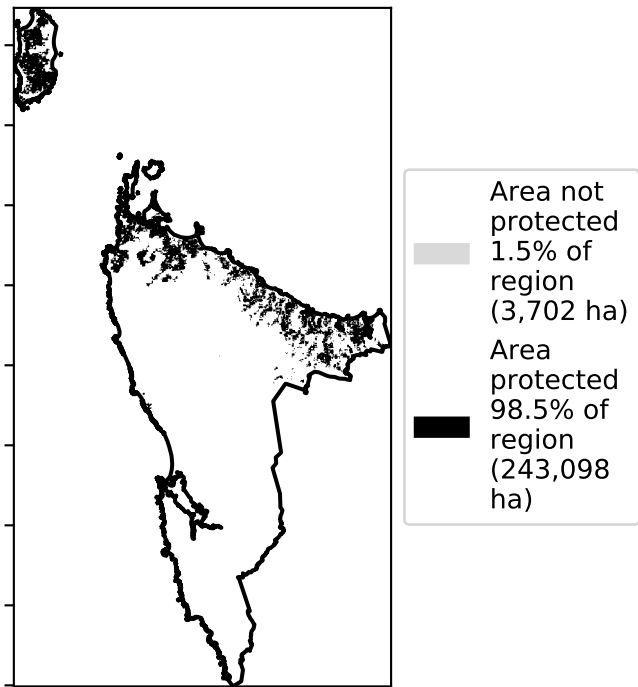 Area not
protected
1.5% of
region
(3,702 ha)
Area
protected
98.5% of
region
(243,098
ha)